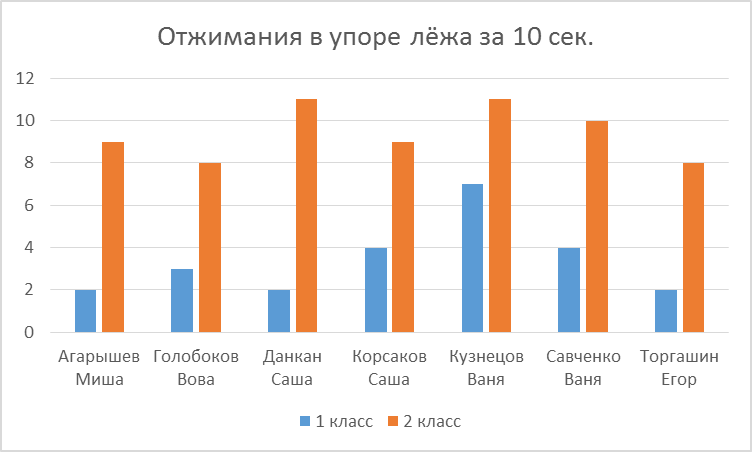 Отжимания в упоре лёжа за 10 сек.
12
10
8
6
4
2
0
Агарышев Миша
Голобоков Вова
Данкан Саша
Корсаков Саша
Кузнецов Ваня
Савченко Ваня
Торгашин Егор
1 класс
2 класс